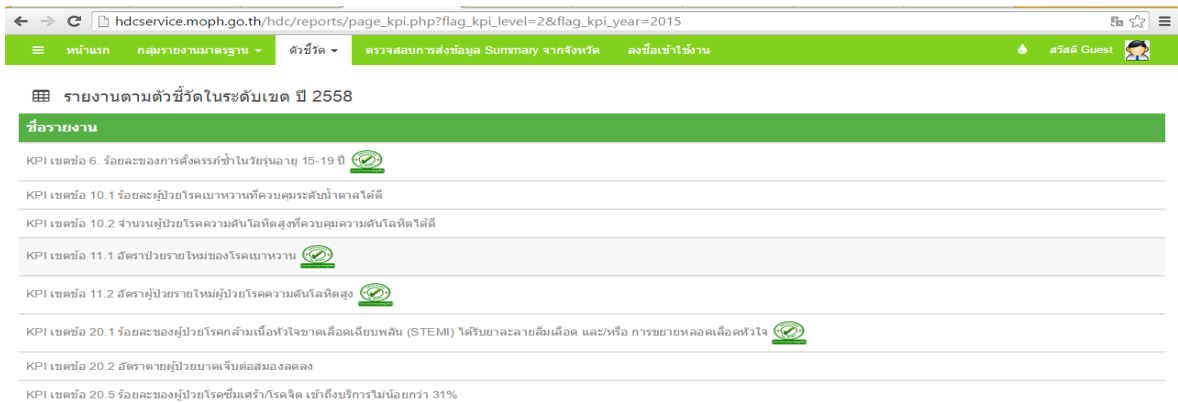 hdcservice.moph.go.th/hdc/reports/page_kpi.php?flag_kpi_level=2&flag_kpi_year=2015
หน้าแรก กลุ่มรายงานมาตรฐาน ตัวชี้วัด ตรวจสอบการส่งข้อมูล Summary จากจังหวัด ลงชื่อเข้าใช้งาน สวัสดี Guest
รายงานตามตัวชี้วัดในระดับเขต ปี 2558
ชื่อรายงาน
KPI เขตข้อ 6. ร้อยละของการตั้งครรภ์ซ้ำในวัยรุ่นอายุ 15-19 ปี
KPI เขตข้อ 10.1 ร้อยละผู้ป่วยโรคเบาหวานที่ควบคุมระดับน้ำตาลได้ดี
KPI เขตข้อ 10.2 จำนวนผู้ป่วยโรคความดันโลหิตสูงที่ควบคุมความดันโลหิตได้ดี
KPI เขตข้อ 11.1 อัตราป่วยรายใหม่ของโรคเบาหวาน
KPI เขตข้อ 11.2 อัตราผู้ป่วยรายใหม่ผู้ป่วยโรคความดันโลหิตสูง
KPI เขตข้อ 20.1 ร้อยละของผู้ป่วยโรคกล้ามเนื้อหัวใจขาดเลือดเฉียบพลัน (STEMI) ได้รับยาละลายลิ่มเลือด และ/หรือ การขยายหลอดเลือดหัวใจ
KPI เขตข้อ 20.2 อัตราตายผู้ป่วยบาดเจ็บต่อสมองลดลง
KPI เขตข้อ 20.5 ร้อยละของผู้ป่วยโรคซึมเศร้า/โรคจิต เข้าถึงบริการไม่น้อยกว่า 31%